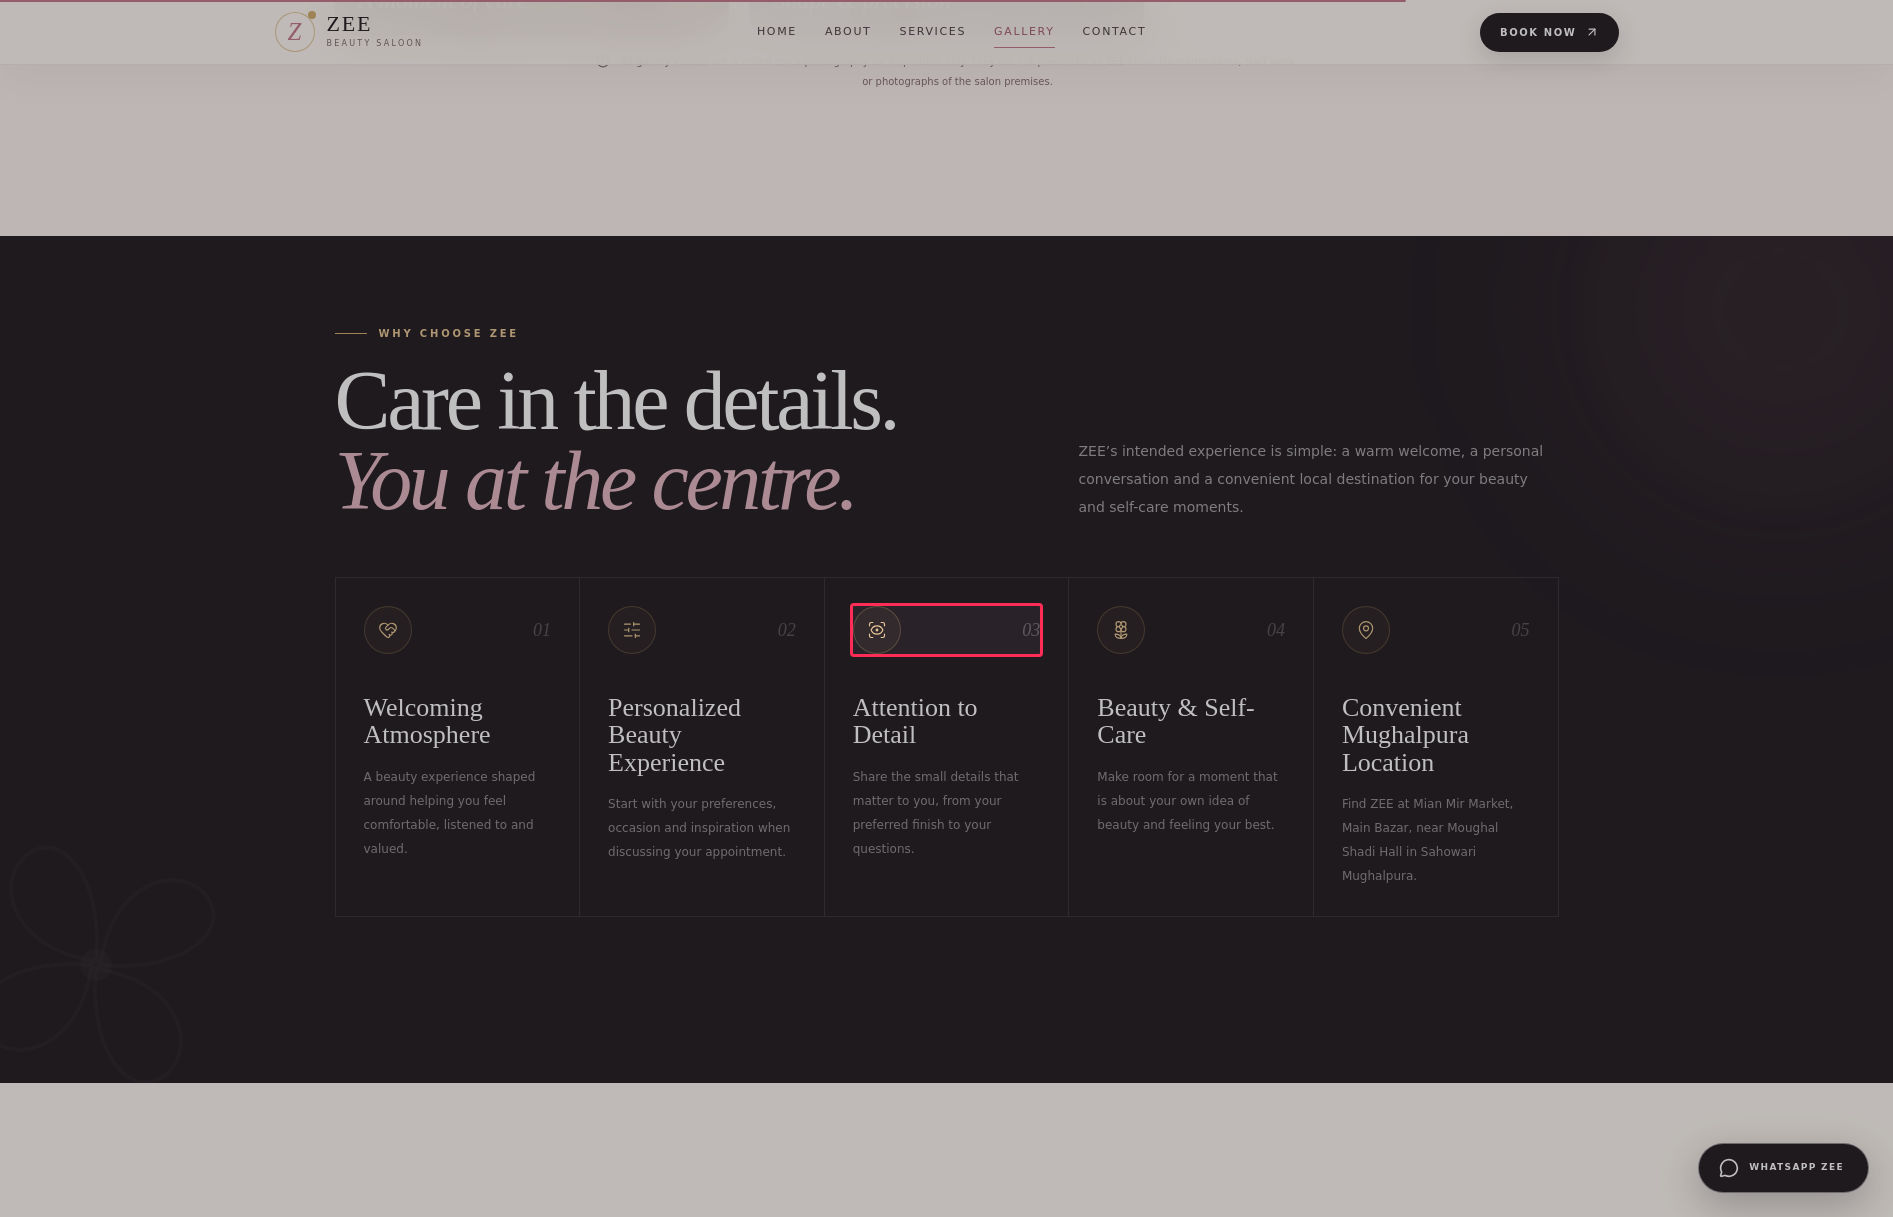 Z
ZEE
BEAUTY SALOON
HOME
ABOUT
SERVICES
GALLERY
CONTACT
BOOK NOW
or photographs of the salon premises.
WHY CHOOSE ZEE
Care in the details.
You at the centre.
ZEE’s intended experience is simple: a warm welcome, a personal
conversation and a convenient local destination for your beauty
and self-care moments.
01
Welcoming
Atmosphere
A beauty experience shaped
around helping you feel
comfortable, listened to and
valued.
02
Personalized
Beauty
Experience
Start with your preferences,
occasion and inspiration when
discussing your appointment.
03
Attention to
Detail
Share the small details that
matter to you, from your
preferred finish to your
questions.
04
Beauty & Self-
Care
Make room for a moment that
is about your own idea of
beauty and feeling your best.
05
Convenient
Mughalpura
Location
Find ZEE at Mian Mir Market,
Main Bazar, near Moughal
Shadi Hall in Sahowari
Mughalpura.
WHATSAPP ZEE